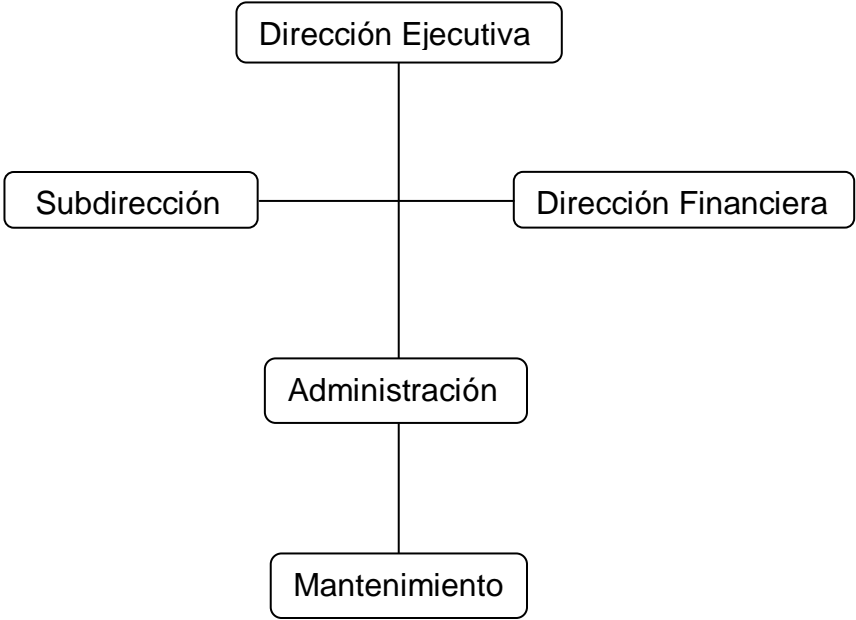 Dirección Ejecutiva
Subdirección
Dirección Financiera
Administración
Mantenimiento